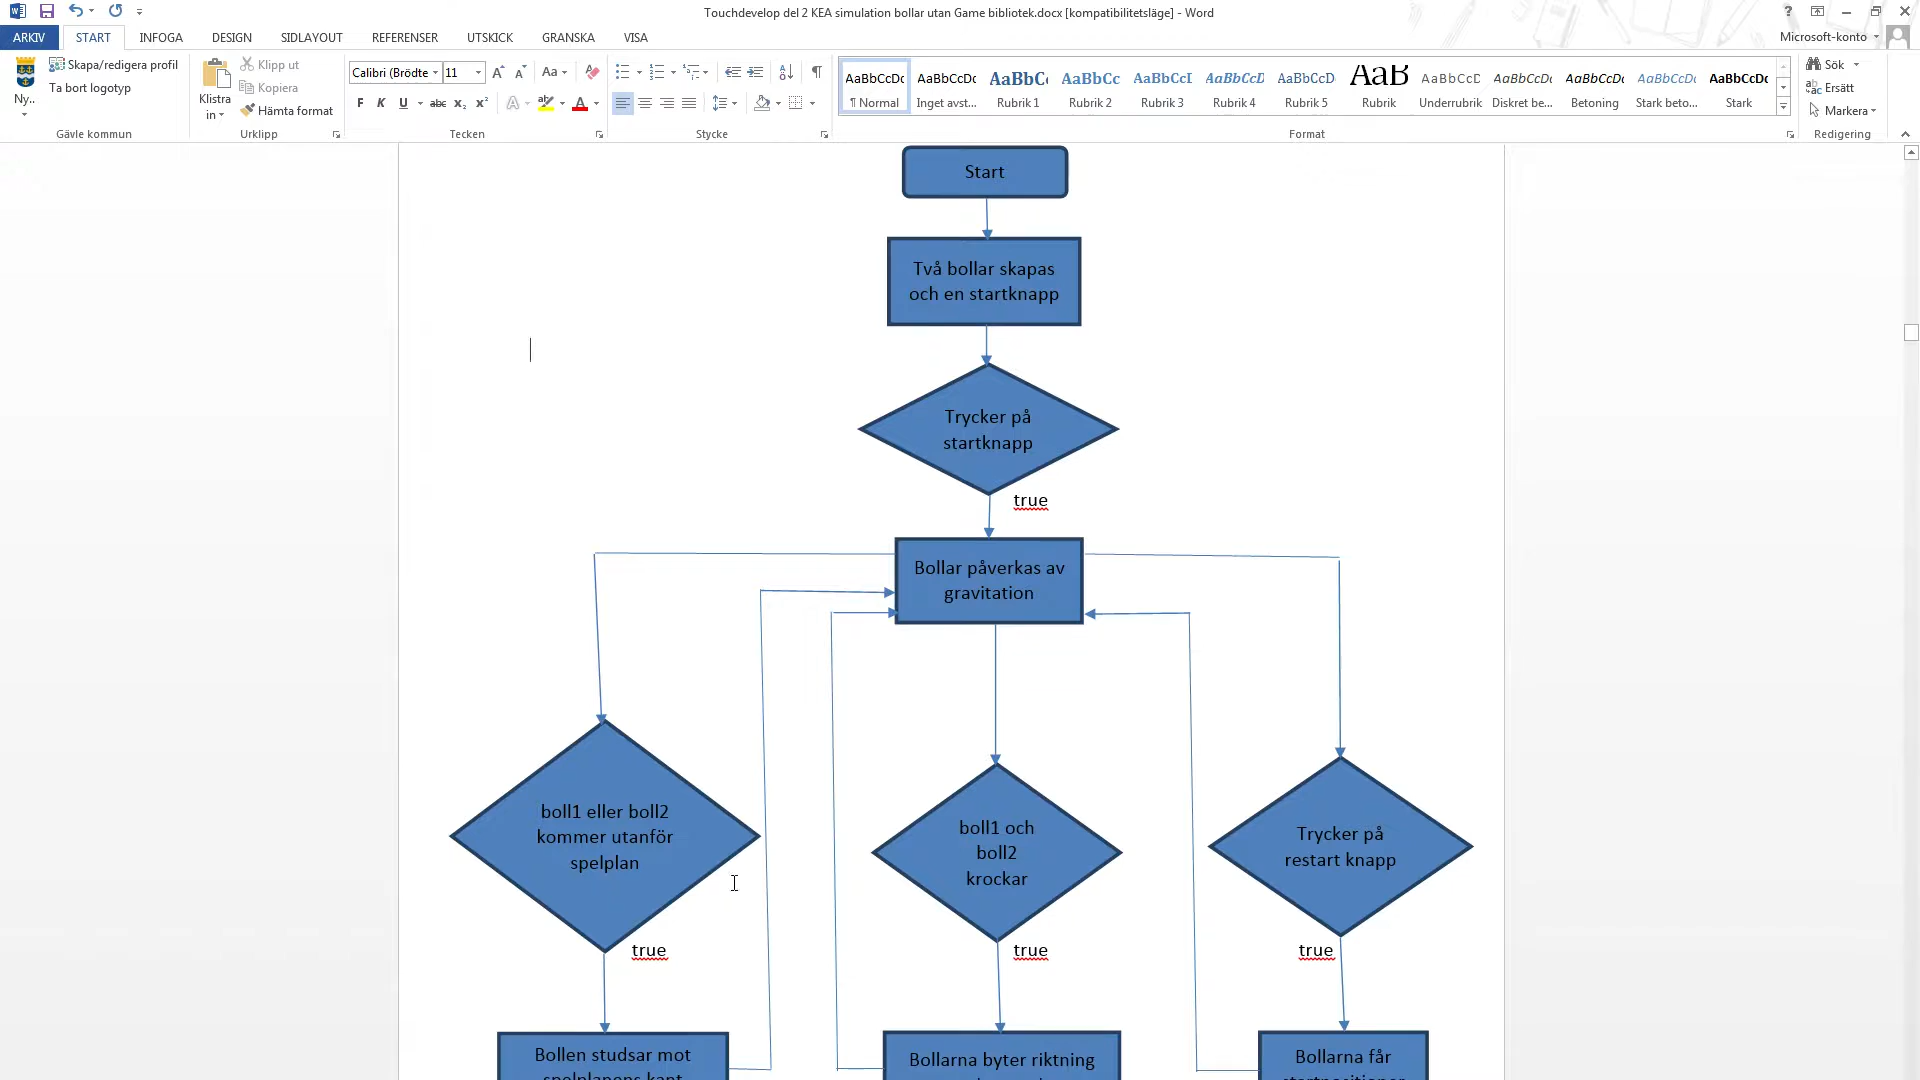 Touchdevelop del 2 KEA simulation bollar utan Game bibliotek.docx [kompatibilitetsläge] - Word
ARKIV START INFOGA DESIGN SIDLAYOUT REFERENSER UTSKICK GRANSKA VISA
Microsoft-konto
Ny..
Skapa/redigera profil
Ta bort logotyp
Gävle kommun
Klistra
in
Klipp ut
Kopiera
Hämta format
Urklipp
Calibri (Brödte 11
Tecken
Stycke
AaBbCcDc AaBbCcDc AaBbC( AaBbCc AaBbCcI AaBbCcD AaBbCcD AaB AaBbCcD AaBbCcDc AaBbCcDc AaBbCcDc AaBbCcDc
¶ Normal Inget avst... Rubrik 1 Rubrik 2 Rubrik 3 Rubrik 4 Rubrik 5 Rubrik Underrubrik Diskret be... Betoning Stark beto... Stark
Format
Sök
Ersätt
Markera
Redigering
Start
Två bollar skapas
och en startknapp
Trycker på
startknapp
true
Bollar påverkas av
gravitation
boll1 eller boll2
kommer utanför
spelplan
boll1 och
boll2
krockar
Trycker på
restart knapp
true
true
true
Bollen studsar mot
spelplanens kant
Bollarna byter riktning
Bollarna får
startpositioner